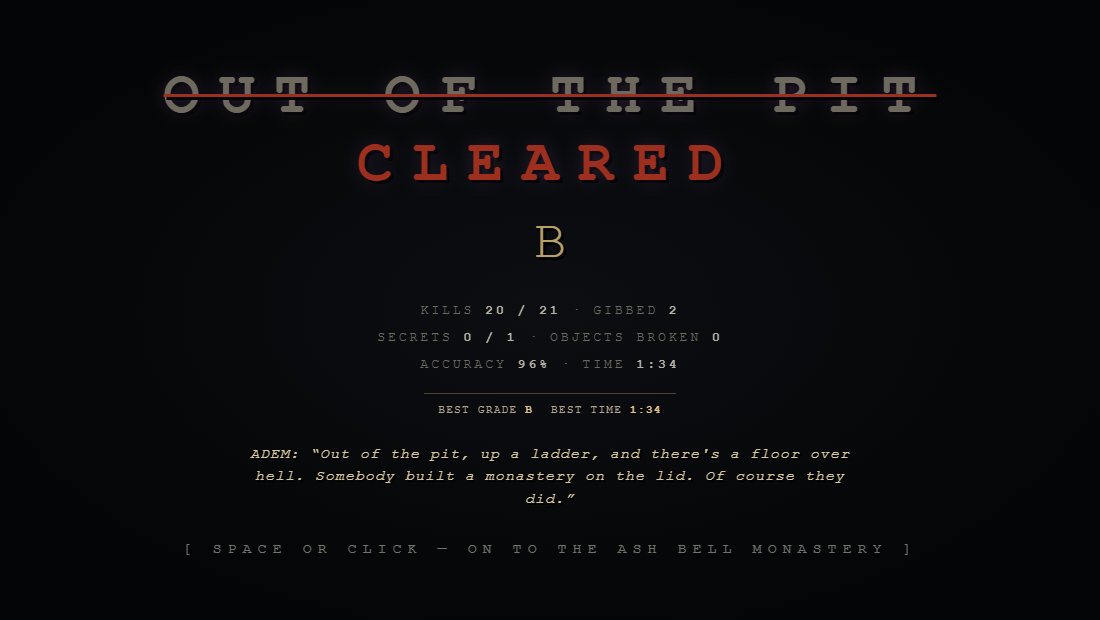 OUT OF THE PIT
CLEARED
B
KILLS 20 / 21 · GIBBED 2
SECRETS 0 / 1 · OBJECTS BROKEN 0
ACCURACY 96% · TIME 1:34
BEST GRADE B BEST TIME 1:34
ADEM: “Out of the pit, up a ladder, and there's a floor over
hell. Somebody built a monastery on the lid. Of course they
did.”
[ SPACE OR CLICK — ON TO THE ASH BELL MONASTERY ]